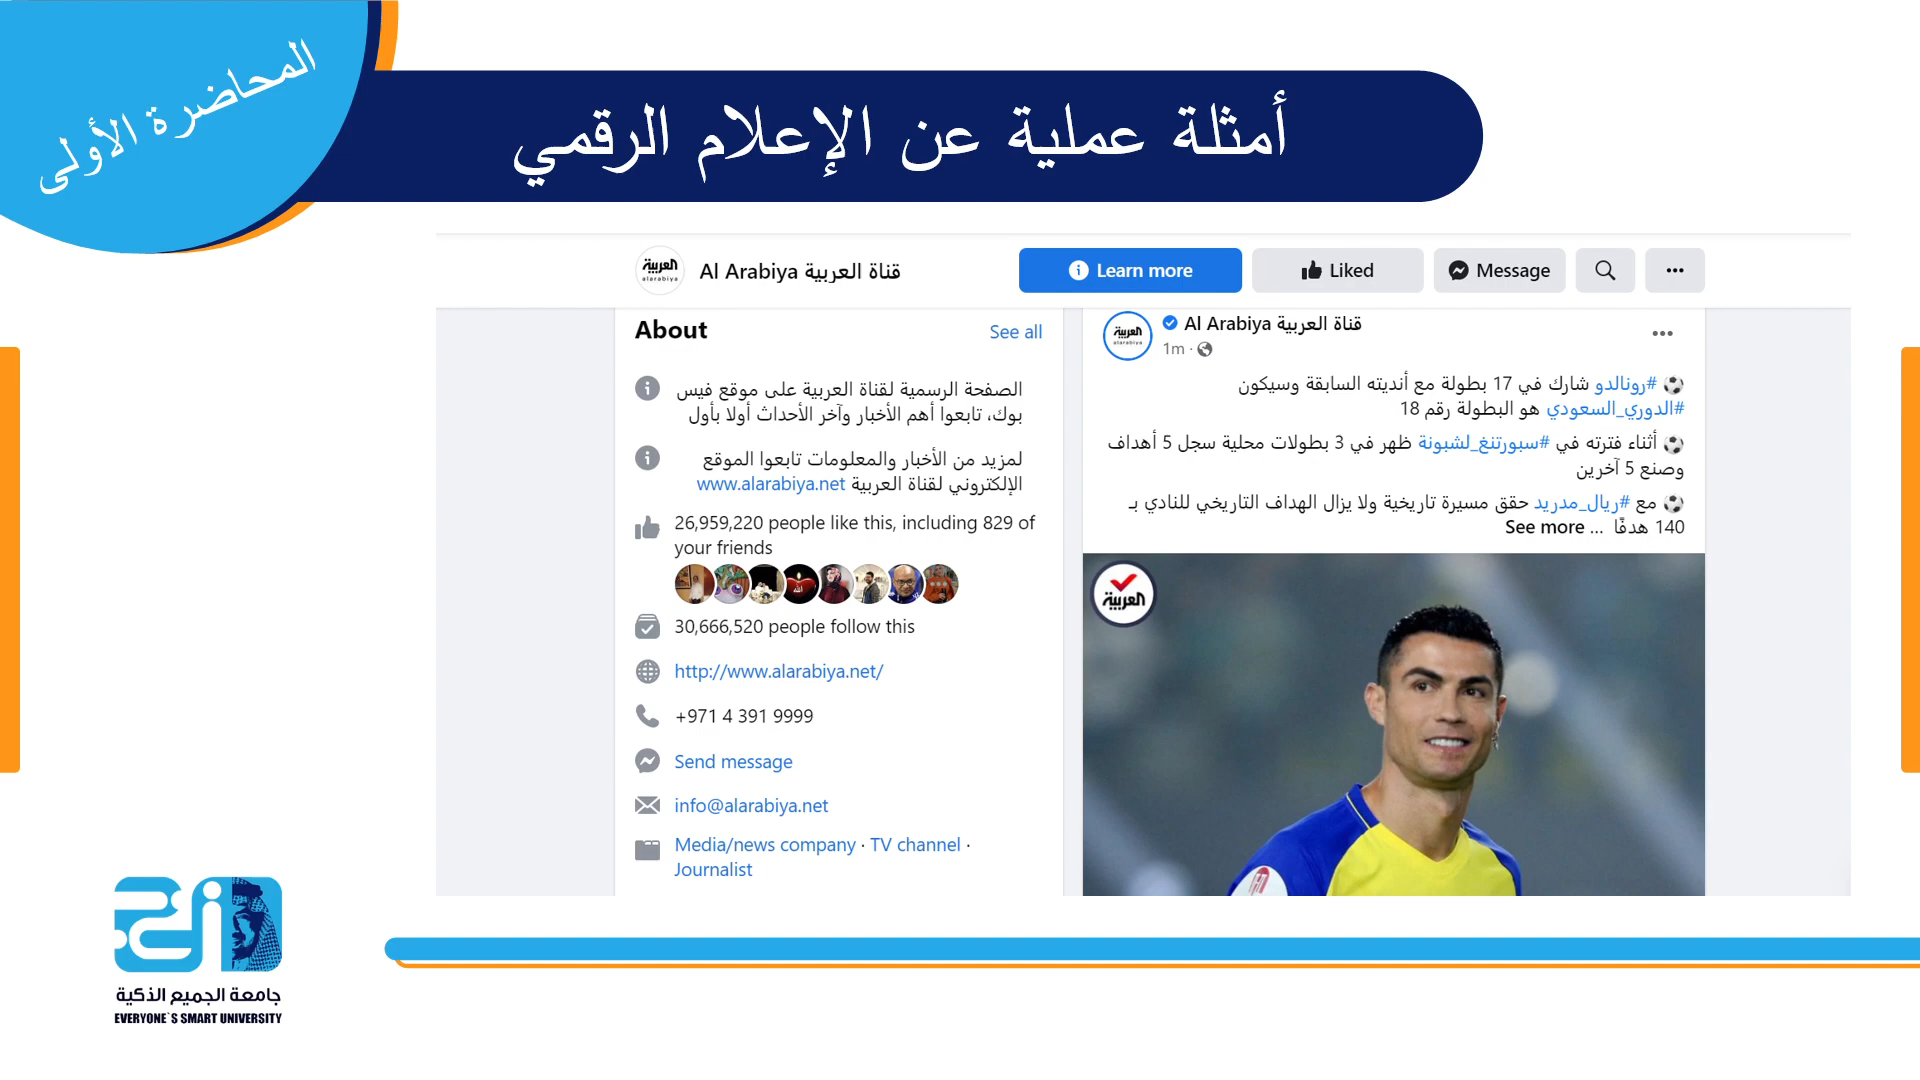 المحاضرة الأولى
أمثلة عملية عن الإعلام الرقمي
العربية
alarabiya
Al Arabiya قناة العربية
Learn more
Liked
Message
About
See all
الصفحة الرسمية لقناة العربية على موقع فيس
بوك، تابعوا أهم الأخبار وآخر الأحداث أولا بأول
لمزيد من الأخبار والمعلومات تابعوا الموقع
الإلكتروني لقناة العربية www.alarabiya.net
26,959,220 people like this, including 829 of
your friends
30,666,520 people follow this
http://www.alarabiya.net/
+971 4 391 9999
Send message
info@alarabiya.net
Media/news company · TV channel ·
Journalist
العربية
alarabiya
Al Arabiya قناة العربية
1m ·
⚽ #رونالدو شارك في 17 بطولة مع أنديته السابقة وسيكون
#الدوري_السعودي هو البطولة رقم 18
⚽ أثناء فترته في #سبورتنغ_لشبونة ظهر في 3 بطولات محلية سجل 5 أهداف
وصنع 5 آخرين
⚽ مع #ريال_مدريد حقق مسيرة تاريخية ولا يزال الهداف التاريخي للنادي بـ
140 هدفًا ... See more
العربية
جامعة الجميع الذكية
EVERYONE`S SMART UNIVERSITY